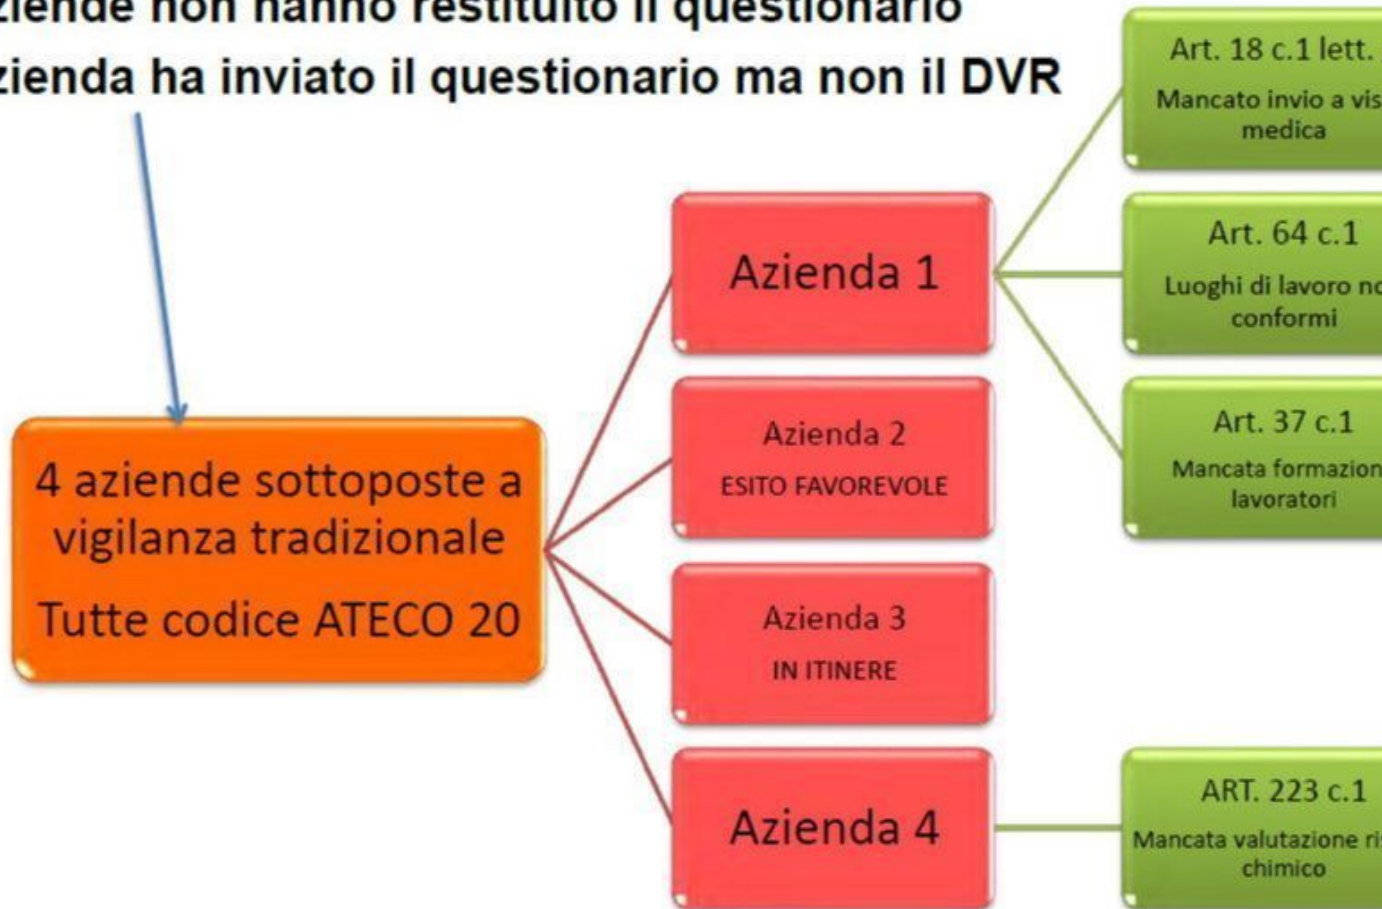 aziende non hanno restituito il questionario
azienda ha inviato il questionario ma non il DVR
Art. 18 c.1 lett.
Mancato invio a
medica
Azienda 1
Art. 64 c.1
Luoghi di lavoro
conformi
Azienda 2
ESITO FAVOREVOLE
Art. 37 c.1
Mancata
lavoratori
4 aziende sottoposte a
vigilanza tradizionale
Tutte codice ATECO 20
Azienda 3
IN ITINERE
Azienda 4
ART. 223 c.1
Mancata valutazione
chimico